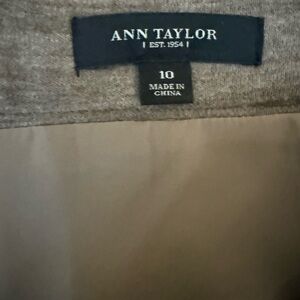 ANN TAYLOR
| EST. 1954 |
10
MADE IN
CHINA